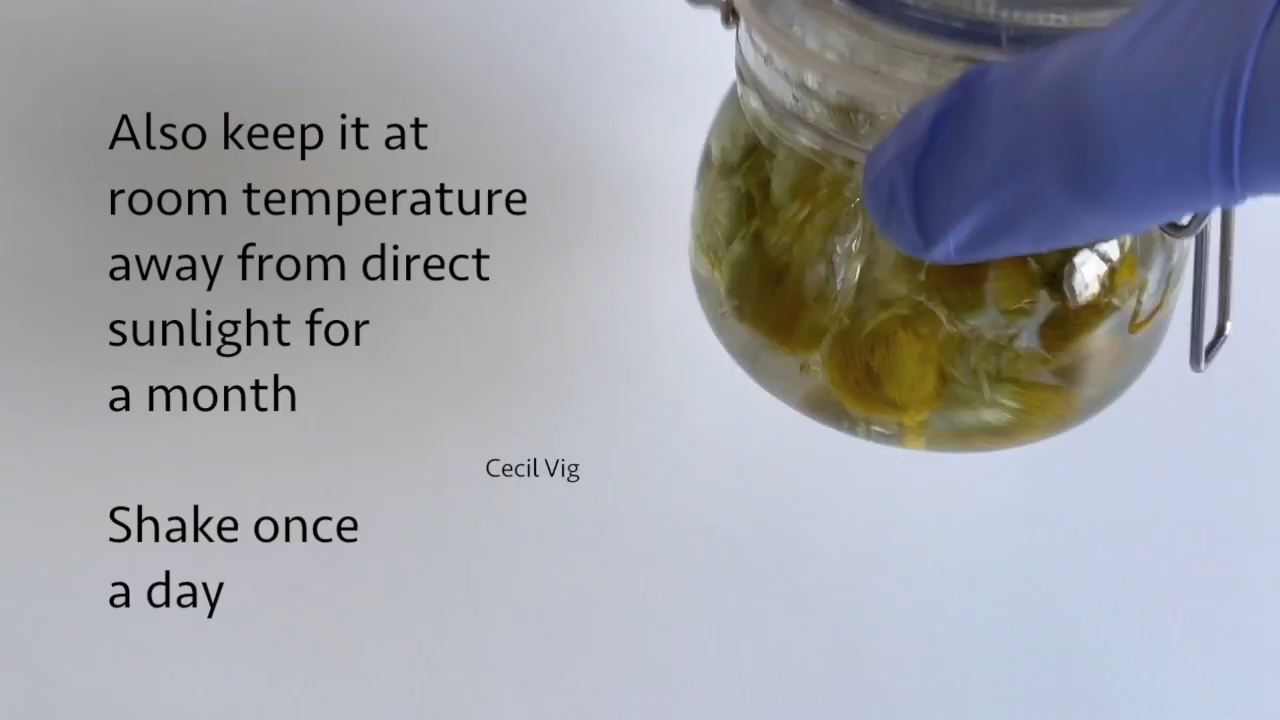 Also keep it at
room temperature
away from direct
sunlight for
a month
Cecil Vig
Shake once
a day